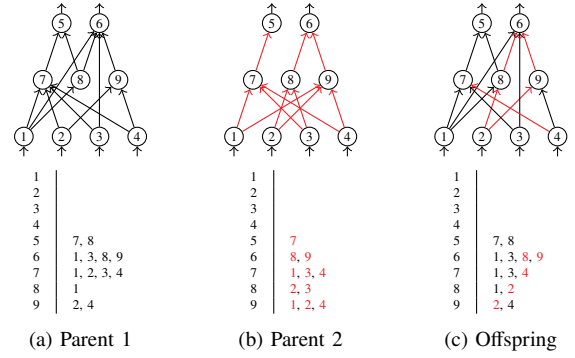 5 6 5 6 5 6
7 8 9 7 8 9 7 8 9
1 2 3 4 1 2 3 4 1 2 3 4
1 1 1
2 2 2
3 3 3
4 4 4
5 7, 8 5 7 5 7, 8
6 1, 3, 8, 9 6 8, 9 6 1, 3, 8, 9
7 1, 2, 3, 4 7 1, 3, 4 7 1, 3, 4
8 1 8 2, 3 8 1, 2
9 2, 4 9 1, 2, 4 9 2, 4
(a) Parent 1 (b) Parent 2 (c) Offspring